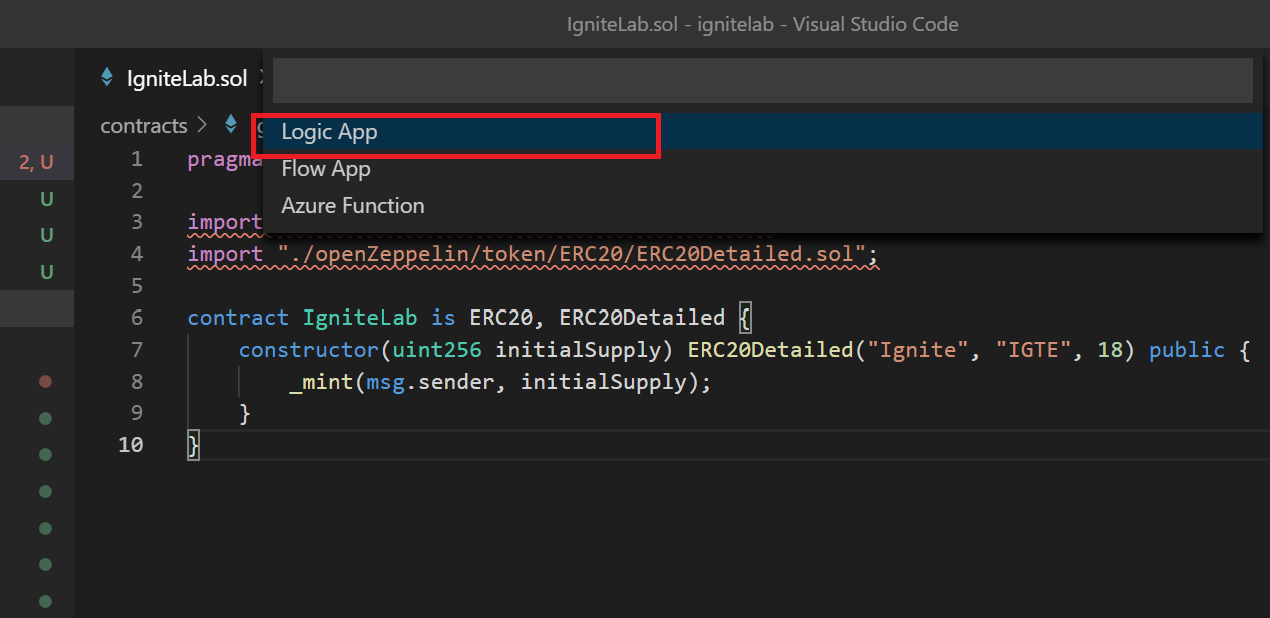 IgniteLab.sol - ignitelab - Visual Studio Code
IgniteLab.sol
contracts >
Logic App
Flow App
Azure Function
2, U
U
U
U
1 pragma
2
3 import
4 import "./openZeppelin/token/ERC20/ERC20Detailed.sol";
5
6 contract IgniteLab is ERC20, ERC20Detailed {
7 constructor(uint256 initialSupply) ERC20Detailed("Ignite", "IGTE", 18) public {
8 _mint(msg.sender, initialSupply);
9 }
10 }